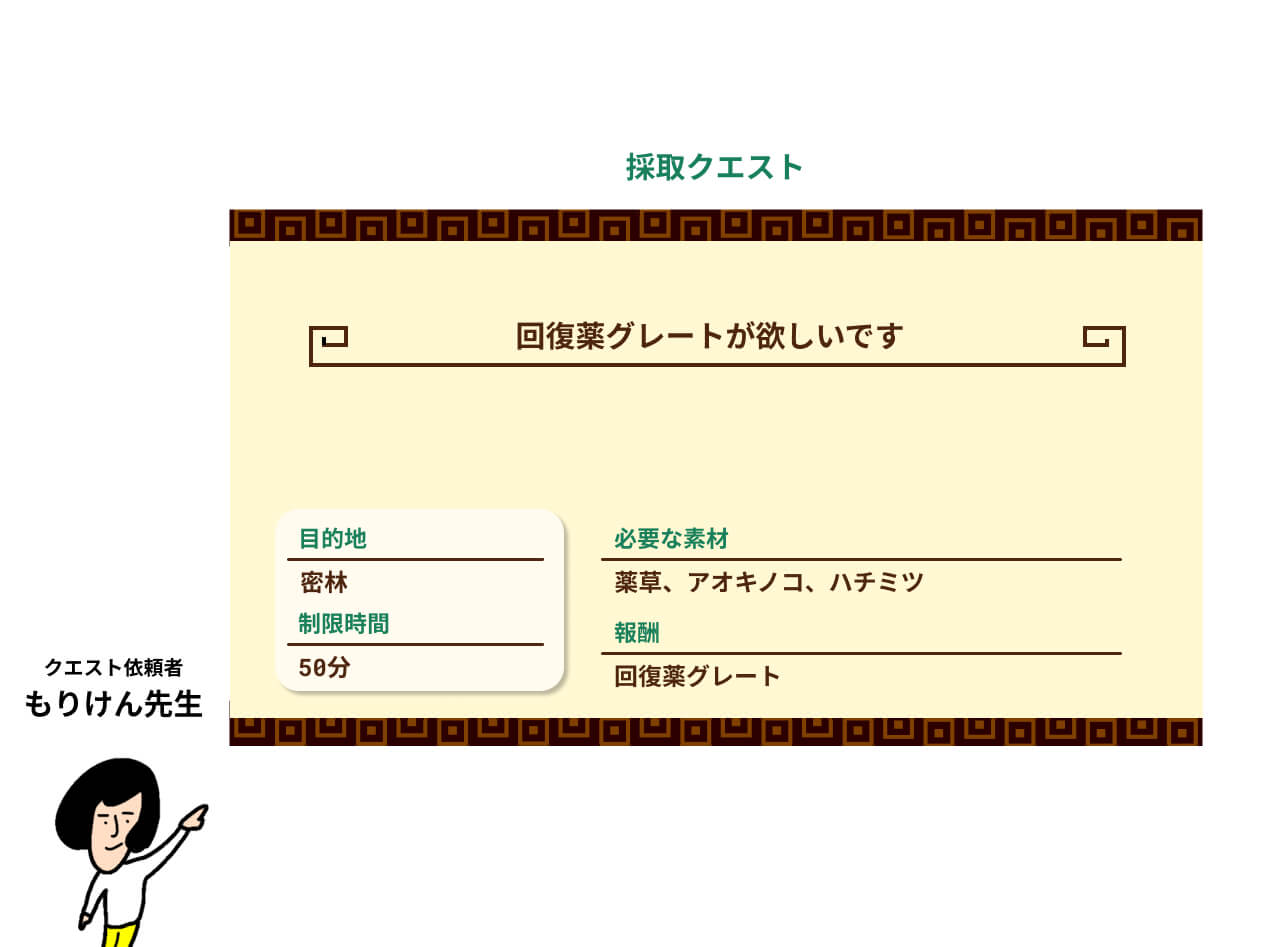 採取クエスト
回復薬グレートが欲しいです
目的地
密林
制限時間
50分
必要な素材
薬草、アオキノコ、ハチミツ
報酬
回復薬グレート
クエスト依頼者
もりけん先生